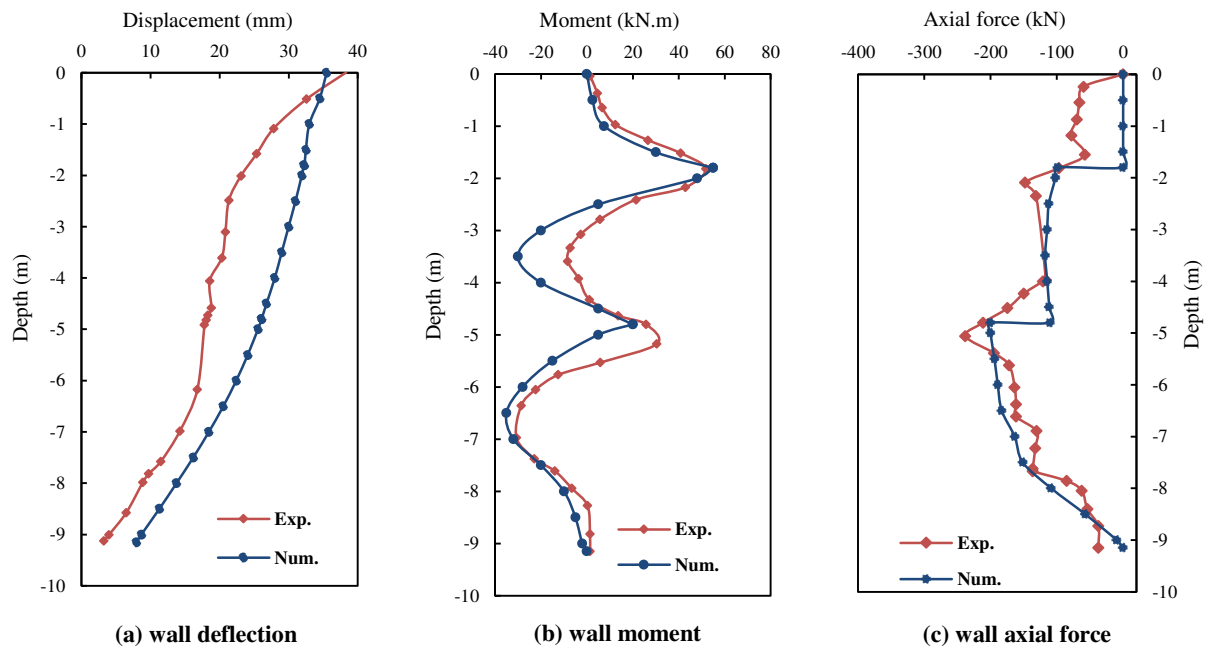 Displacement (mm)
0 10 20 30 40
0
-1
-2
-3
-4
-5
-6
-7
-8
-9
-10
Depth (m)
Exp.
Num.
(a) wall deflection
Moment (kN.m)
-40 -20 0 20 40 60 80
0
-1
-2
-3
-4
-5
-6
-7
-8
-9
-10
Depth (m)
Exp.
Num.
(b) wall moment
Axial force (kN)
-400 -300 -200 -100 0
0
-1
-2
-3
-4
-5
-6
-7
-8
-9
-10
Depth (m)
Exp.
Num.
(c) wall axial force